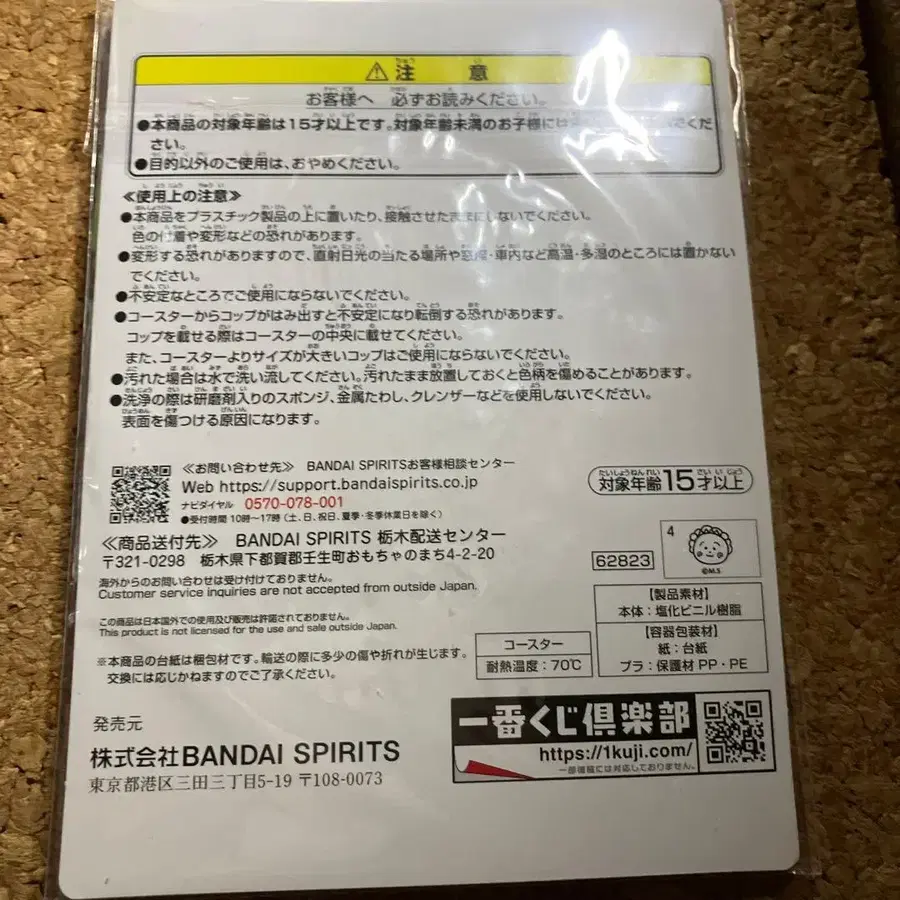 ⚠注意
お客様へ 必ずお読みください。
●本商品の対象年齢は15才以上です。対象年齢未満のお子様には
ください。
●目的以外のご使用は、おやめください。
≪使用上の注意≫
●本商品をプラスチック製品の上に置いたり、接触させたままにしないでください。
色の付着や変形などの恐れがあります。
●変形する恐れがありますので、直射日光の当たる場所や窓際・車内など高温・多湿のところには置かない
でください。
●不安定なところでご使用にならないでください。
●コースターからコップがはみ出すと不安定になり転倒する恐れがあります。
コップを載せる際はコースターの中央に載せてください。
また、コースターよりサイズが大きいコップはご使用にならないでください。
●汚れた場合は水で洗い流してください。汚れたまま放置しておくと色柄を傷めることがあります。
●洗浄の際は研磨剤入りのスポンジ、金属たわし、クレンザーなどを使用しないでください。
表面を傷つける原因になります。
≪お問い合わせ先≫ BANDAI SPIRITSお客様相談センター
Web https://support.bandaispirits.co.jp
ナビダイヤル 0570-078-001
●受付時間 10時~17時(土、日、祝日、夏季・冬季休業日を除く)
対象年齢15才以上
≪商品送付先≫ BANDAI SPIRITS 栃木配送センター
〒321-0298 栃木県下都賀郡壬生町おもちゃのまち4-2-20
62823
4
©M.S.
海外からのお問い合わせは受け付けておりません。
Customer service inquiries are not accepted from outside Japan.
この商品は日本国外での使用及び販売は許諾されておりません。
This product is not licensed for the use and sale outside Japan.
※本商品の台紙は梱包材です。輸送の際に多少の傷や折れが生じます。
交換には応じかねますのでご了承ください。
コースター
耐熱温度:70℃
【製品素材】
本体:塩化ビニル樹脂
【容器包装材】
紙:台紙
プラ:保護材 PP・PE
発売元
株式会社BANDAI SPIRITS
東京都港区三田三丁目5-19 〒108-0073
一番くじ倶楽部
https://1kuji.com/
一部機種には対応しておりません。